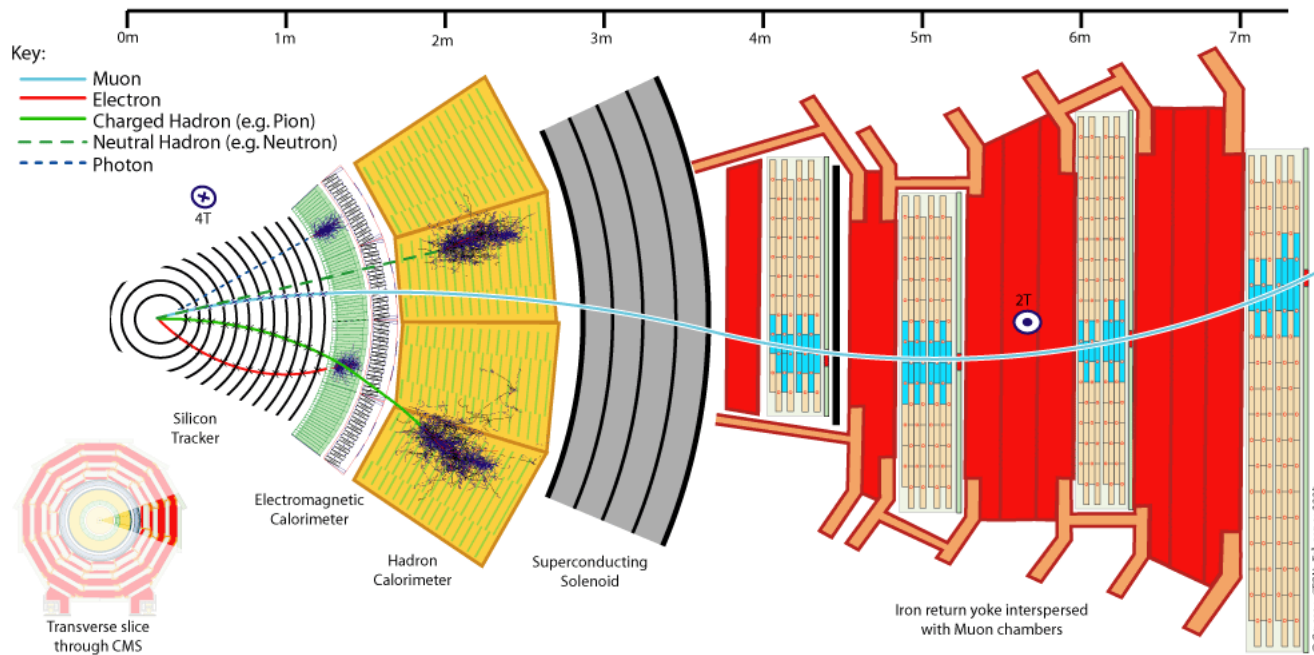 0m 1m 2m 3m 4m 5m 6m 7m
Key:
Muon
Electron
Charged Hadron (e.g. Pion)
Neutral Hadron (e.g. Neutron)
Photon
4T
2T
Silicon
Tracker
Electromagnetic
Calorimeter
Hadron
Calorimeter
Superconducting
Solenoid
Iron return yoke interspersed
with Muon chambers
Transverse slice
through CMS